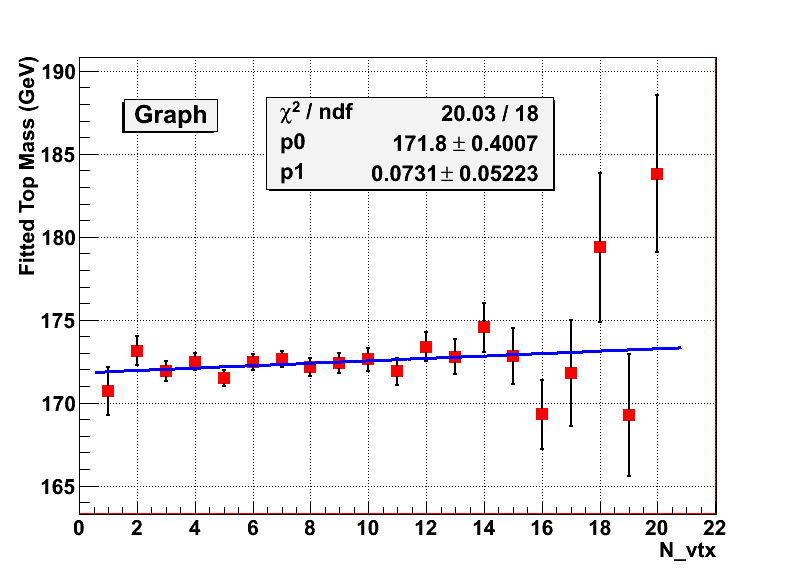 Fitted Top Mass (GeV)
190
185
180
175
170
165
Graph
χ² / ndf 20.03 / 18
p0 171.8 ± 0.4007
p1 0.0731 ± 0.05223
0 2 4 6 8 10 12 14 16 18 20 22
N_vtx